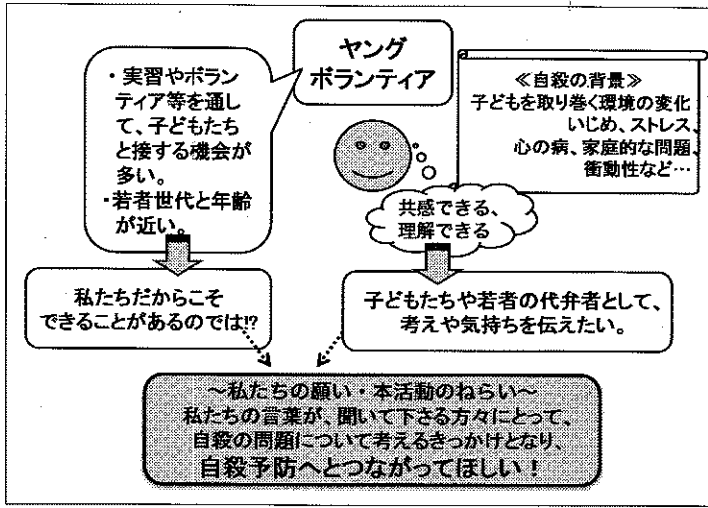 ヤング
ボランティア
・実習やボラン
ティア等を通し
て、子どもたち
と接する機会が
多い。
・若者世代と年齢
が近い。
≪自殺の背景≫
子どもを取り巻く環境の変化
いじめ、ストレス、
心の病、家庭的な問題、
衝動性など…
共感できる、
理解できる
私たちだからこそ
できることがあるのでは!?
子どもたちや若者の代弁者として、
考えや気持ちを伝えたい。
～私たちの願い・本活動のねらい～
私たちの言葉が、聞いて下さる方々にとって、
自殺の問題について考えるきっかけとなり、
自殺予防へとつながってほしい！